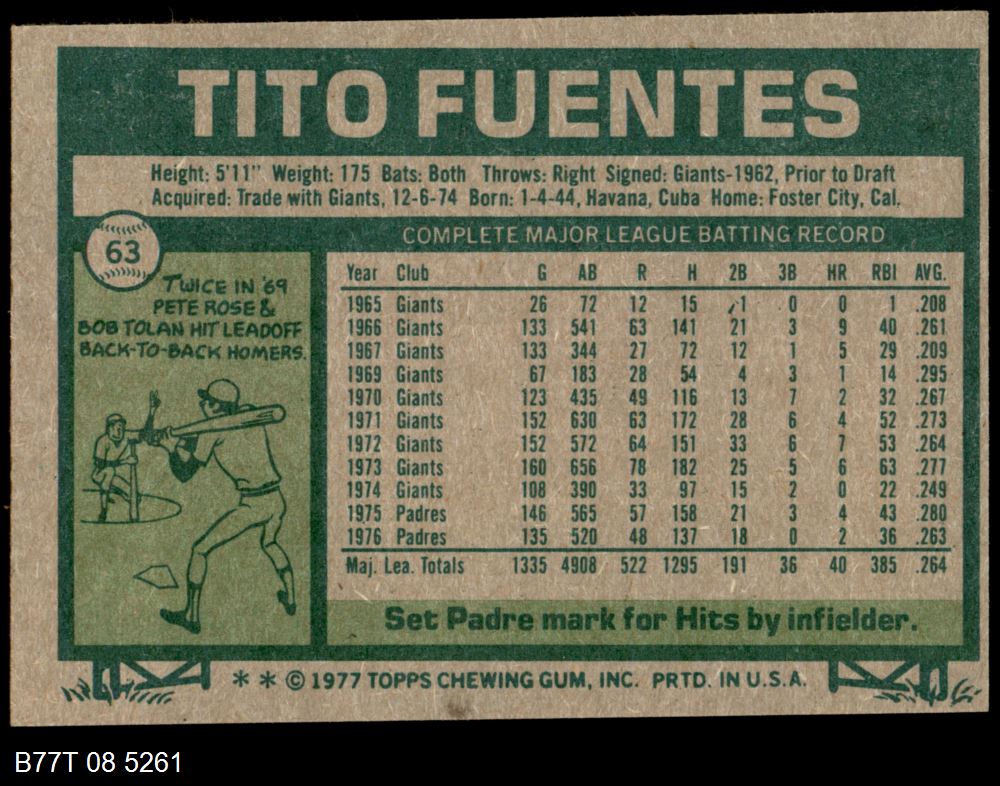 TITO FUENTES
Height: 5'11" Weight: 175 Bats: Both Throws: Right Signed: Giants-1962, Prior to Draft
Acquired: Trade with Giants, 12-6-74 Born: 1-4-44, Havana, Cuba Home: Foster City, Cal.
63
TWICE IN '69
PETE ROSE &
BOB TOLAN HIT LEADOFF
BACK-TO-BACK HOMERS.
COMPLETE MAJOR LEAGUE BATTING RECORD
Year Club G AB R H 2B 3B HR RBI AVG.
1965 Giants 26 72 12 15 1 0 0 1 .208
1966 Giants 133 541 63 141 21 3 9 40 .261
1967 Giants 133 344 27 72 12 1 5 29 .209
1969 Giants 67 183 28 54 4 3 1 14 .295
1970 Giants 123 435 49 116 13 7 2 32 .267
1971 Giants 152 630 63 172 28 6 4 52 .273
1972 Giants 152 572 64 151 33 6 7 53 .264
1973 Giants 160 656 78 182 25 5 6 63 .277
1974 Giants 108 390 33 97 15 2 0 22 .249
1975 Padres 146 565 57 158 21 3 4 43 .280
1976 Padres 135 520 48 137 18 0 2 36 .263
Maj. Lea. Totals 1335 4908 522 1295 191 36 40 385 .264
Set Padre mark for Hits by infielder.
* * © 1977 TOPPS CHEWING GUM, INC. PRTD. IN U.S.A.
B77T 08 5261